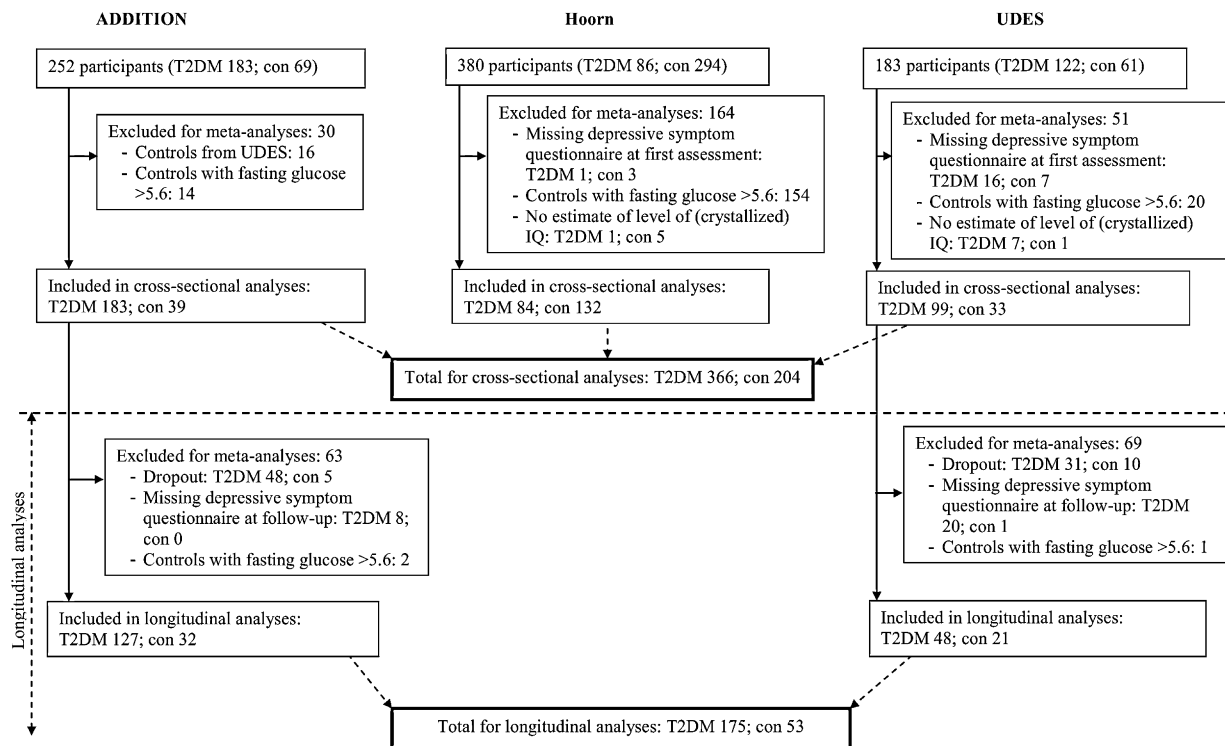 ADDITION
Hoorn
UDES
252 participants (T2DM 183; con 69)
380 participants (T2DM 86; con 294)
183 participants (T2DM 122; con 61)
Excluded for meta-analyses: 30
- Controls from UDES: 16
- Controls with fasting glucose
>5.6: 14
Excluded for meta-analyses: 164
- Missing depressive symptom
questionnaire at first assessment:
T2DM 1; con 3
- Controls with fasting glucose >5.6: 154
- No estimate of level of (crystallized)
IQ: T2DM 1; con 5
Excluded for meta-analyses: 51
- Missing depressive symptom
questionnaire at first assessment:
T2DM 16; con 7
- Controls with fasting glucose >5.6: 20
- No estimate of level of (crystallized)
IQ: T2DM 7; con 1
Included in cross-sectional analyses:
T2DM 183; con 39
Included in cross-sectional analyses:
T2DM 84; con 132
Included in cross-sectional analyses:
T2DM 99; con 33
Total for cross-sectional analyses: T2DM 366; con 204
Longitudinal analyses
Excluded for meta-analyses: 63
- Dropout: T2DM 48; con 5
- Missing depressive symptom
questionnaire at follow-up: T2DM 8;
con 0
- Controls with fasting glucose >5.6: 2
Excluded for meta-analyses: 69
- Dropout: T2DM 31; con 10
- Missing depressive symptom
questionnaire at follow-up: T2DM
20; con 1
- Controls with fasting glucose >5.6: 1
Included in longitudinal analyses:
T2DM 127; con 32
Included in longitudinal analyses:
T2DM 48; con 21
Total for longitudinal analyses: T2DM 175; con 53